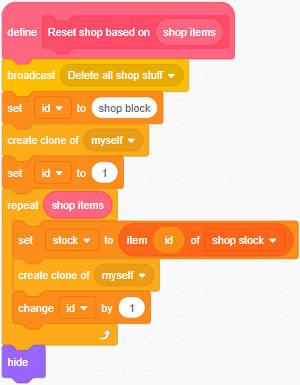 define Reset shop based on shop items
broadcast Delete all shop stuff
set id to shop block
create clone of myself
set id to 1
repeat shop items
set stock to item id of shop stock
create clone of myself
change id by 1
hide